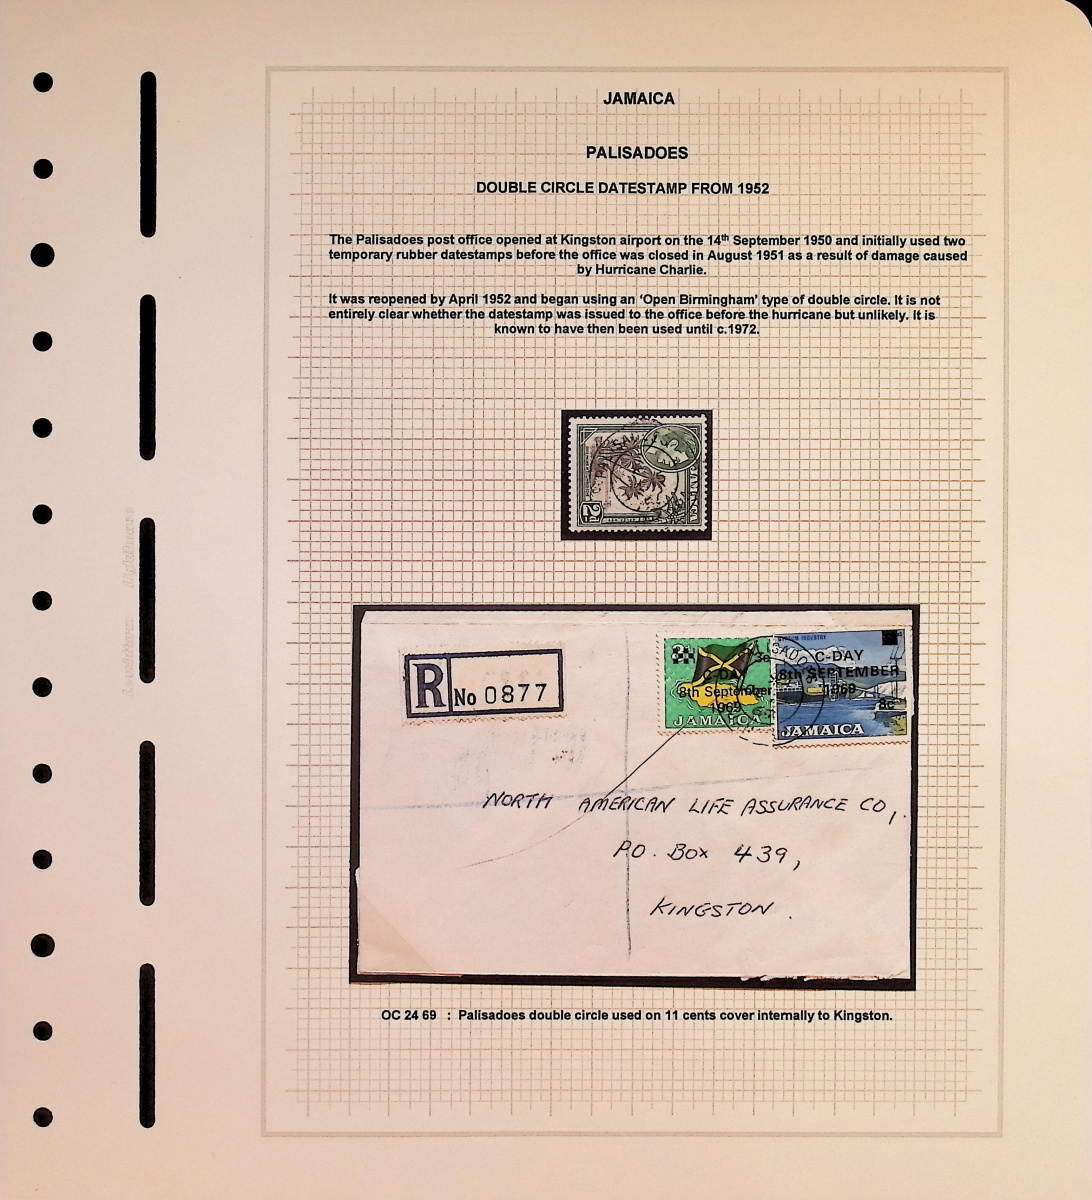 JAMAICA
PALISADOES
DOUBLE CIRCLE DATESTAMP FROM 1952
The Palisadoes post office opened at Kingston airport on the 14th September 1950 and initially used two
temporary rubber datestamps before the office was closed in August 1951 as a result of damage caused
by Hurricane Charlie.
It was reopened by April 1952 and began using an ‘Open Birmingham’ type of double circle. It is not
entirely clear whether the datestamp was issued to the office before the hurricane but unlikely. It is
known to have then been used until c.1972.
JAMAICA
R No 0877
3c
C-DAY
8th September
1969
JAMAICA
C-DAY
8th SEPTEMBER
1969
8c
JAMAICA
NORTH AMERICAN LIFE ASSURANCE CO,
P.O. BOX 439,
KINGSTON.
OC 24 69 : Palisadoes double circle used on 11 cents cover internally to Kingston.